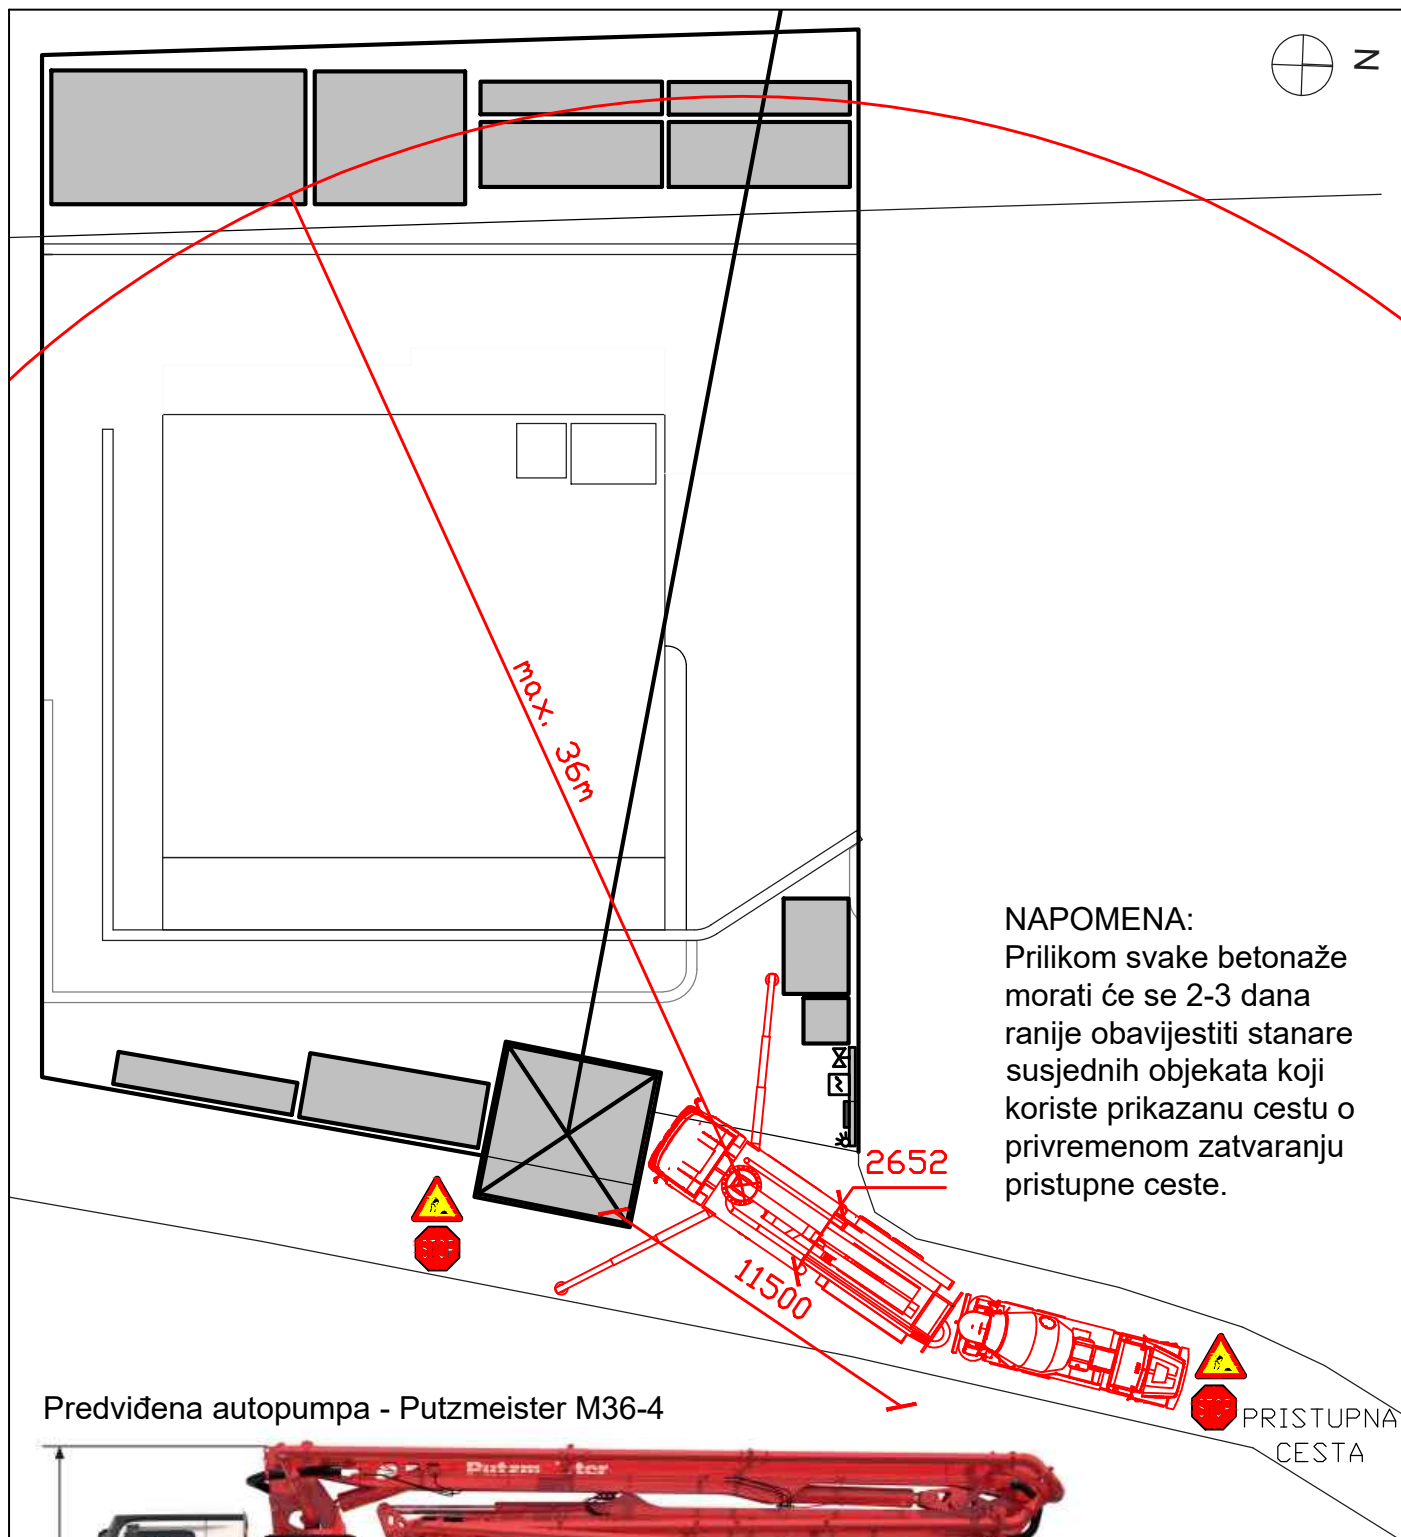 N
max. 36m
NAPOMENA:
Prilikom svake betonaže
morati će se 2-3 dana
ranije obavijestiti stanare
susjednih objekata koji
koriste prikazanu cestu o
privremenom zatvaranju
pristupne ceste.
2652
11500
PRISTUPNA
CESTA
Predviđena autopumpa - Putzmeister M36-4